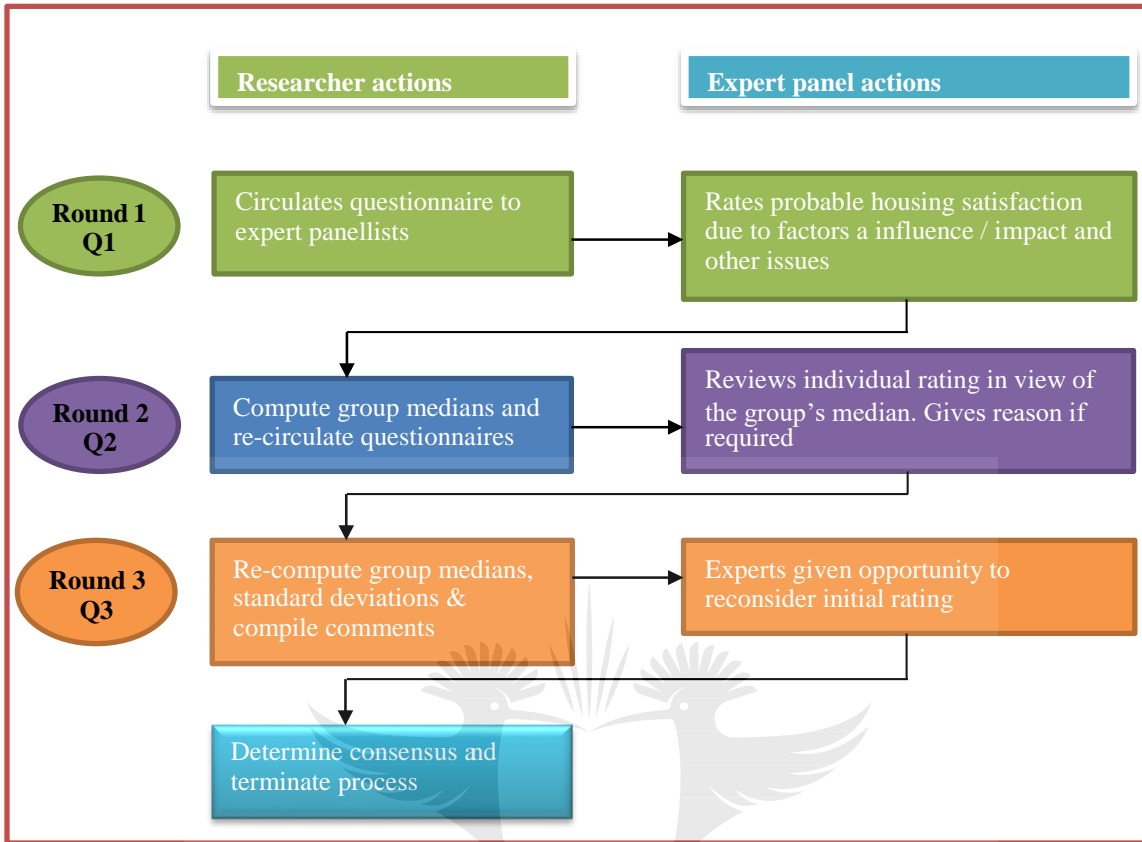 Researcher actions
Expert panel actions
Round 1
Q1
Circulates questionnaire to
expert panellists
Rates probable housing satisfaction
due to factors a influence / impact and
other issues
Round 2
Q2
Compute group medians and
re-circulate questionnaires
Reviews individual rating in view of
the group’s median. Gives reason if
required
Round 3
Q3
Re-compute group medians,
standard deviations &
compile comments
Experts given opportunity to
reconsider initial rating
Determine consensus and
terminate process